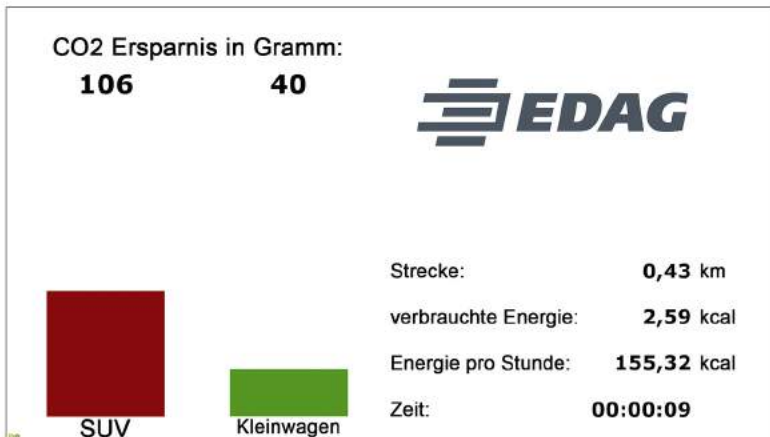 CO2 Ersparnis in Gramm:
106 40
EDAG
Strecke: 0,43 km
verbrauchte Energie: 2,59 kcal
Energie pro Stunde: 155,32 kcal
Zeit: 00:00:09
SUV Kleinwagen